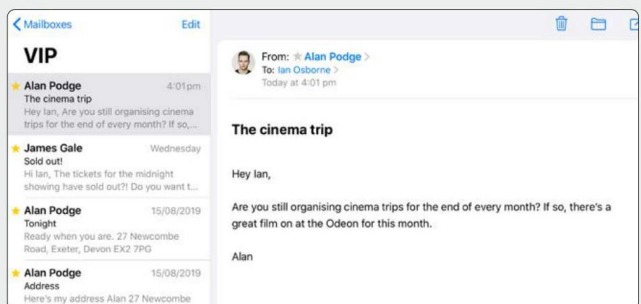 Mailboxes
Edit
VIP
Alan Podge 4:01 pm
The cinema trip
Hey Ian, Are you still organising cinema
trips for the end of every month? If so,...
James Gale Wednesday
Sold out!
Hi Ian, The tickets for the midnight
showing have sold out?! Do you want t...
Alan Podge 15/08/2019
Tonight
Ready when you are. 27 Newcombe
Road, Exeter, Devon EX2 7PG
Alan Podge 15/08/2019
Address
Here's my address Alan 27 Newcombe
From: Alan Podge
To: Ian Osborne
Today at 4:01 pm
The cinema trip
Hey Ian,
Are you still organising cinema trips for the end of every month? If so, there's a
great film on at the Odeon for this month.
Alan